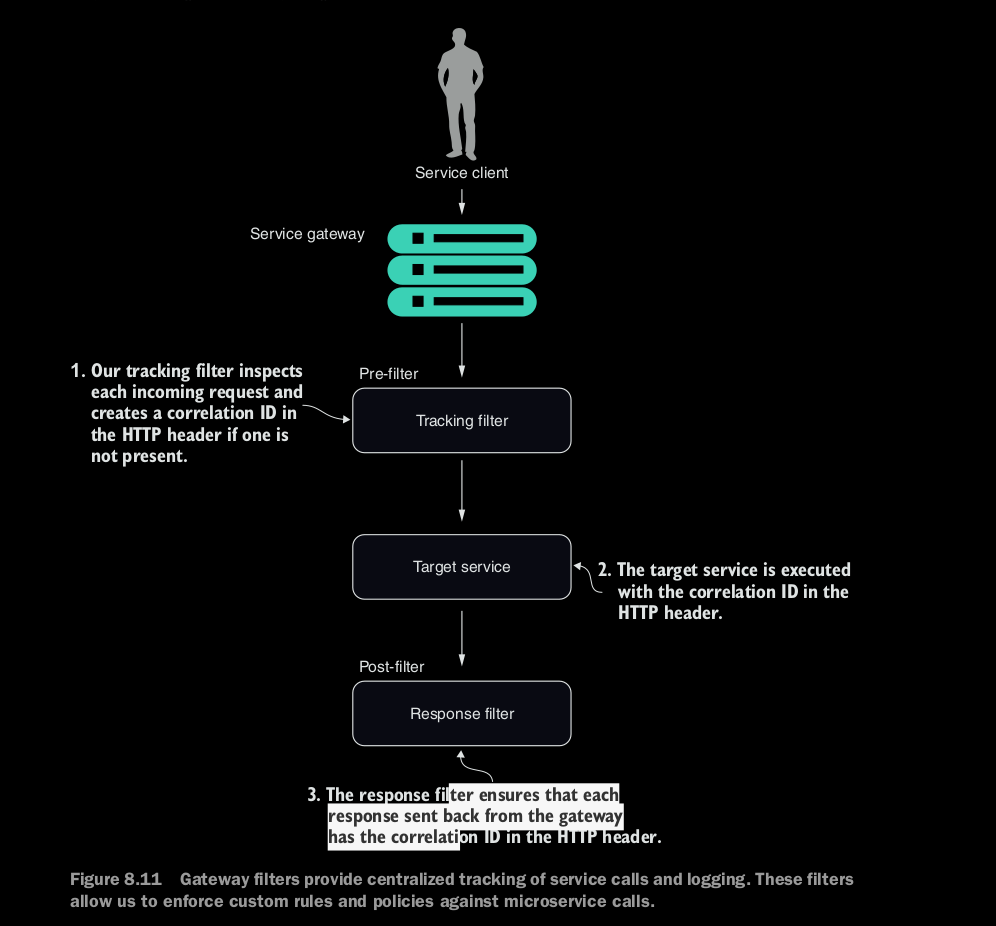 Service client
Service gateway
1. Our tracking filter inspects
each incoming request and
creates a correlation ID in
the HTTP header if one is
not present.
Pre-filter
Tracking filter
Target service
2. The target service is executed
with the correlation ID in the
HTTP header.
Post-filter
Response filter
3. The response filter ensures that each
response sent back from the gateway
has the correlation ID in the HTTP header.
Figure 8.11 Gateway filters provide centralized tracking of service calls and logging. These filters
allow us to enforce custom rules and policies against microservice calls.